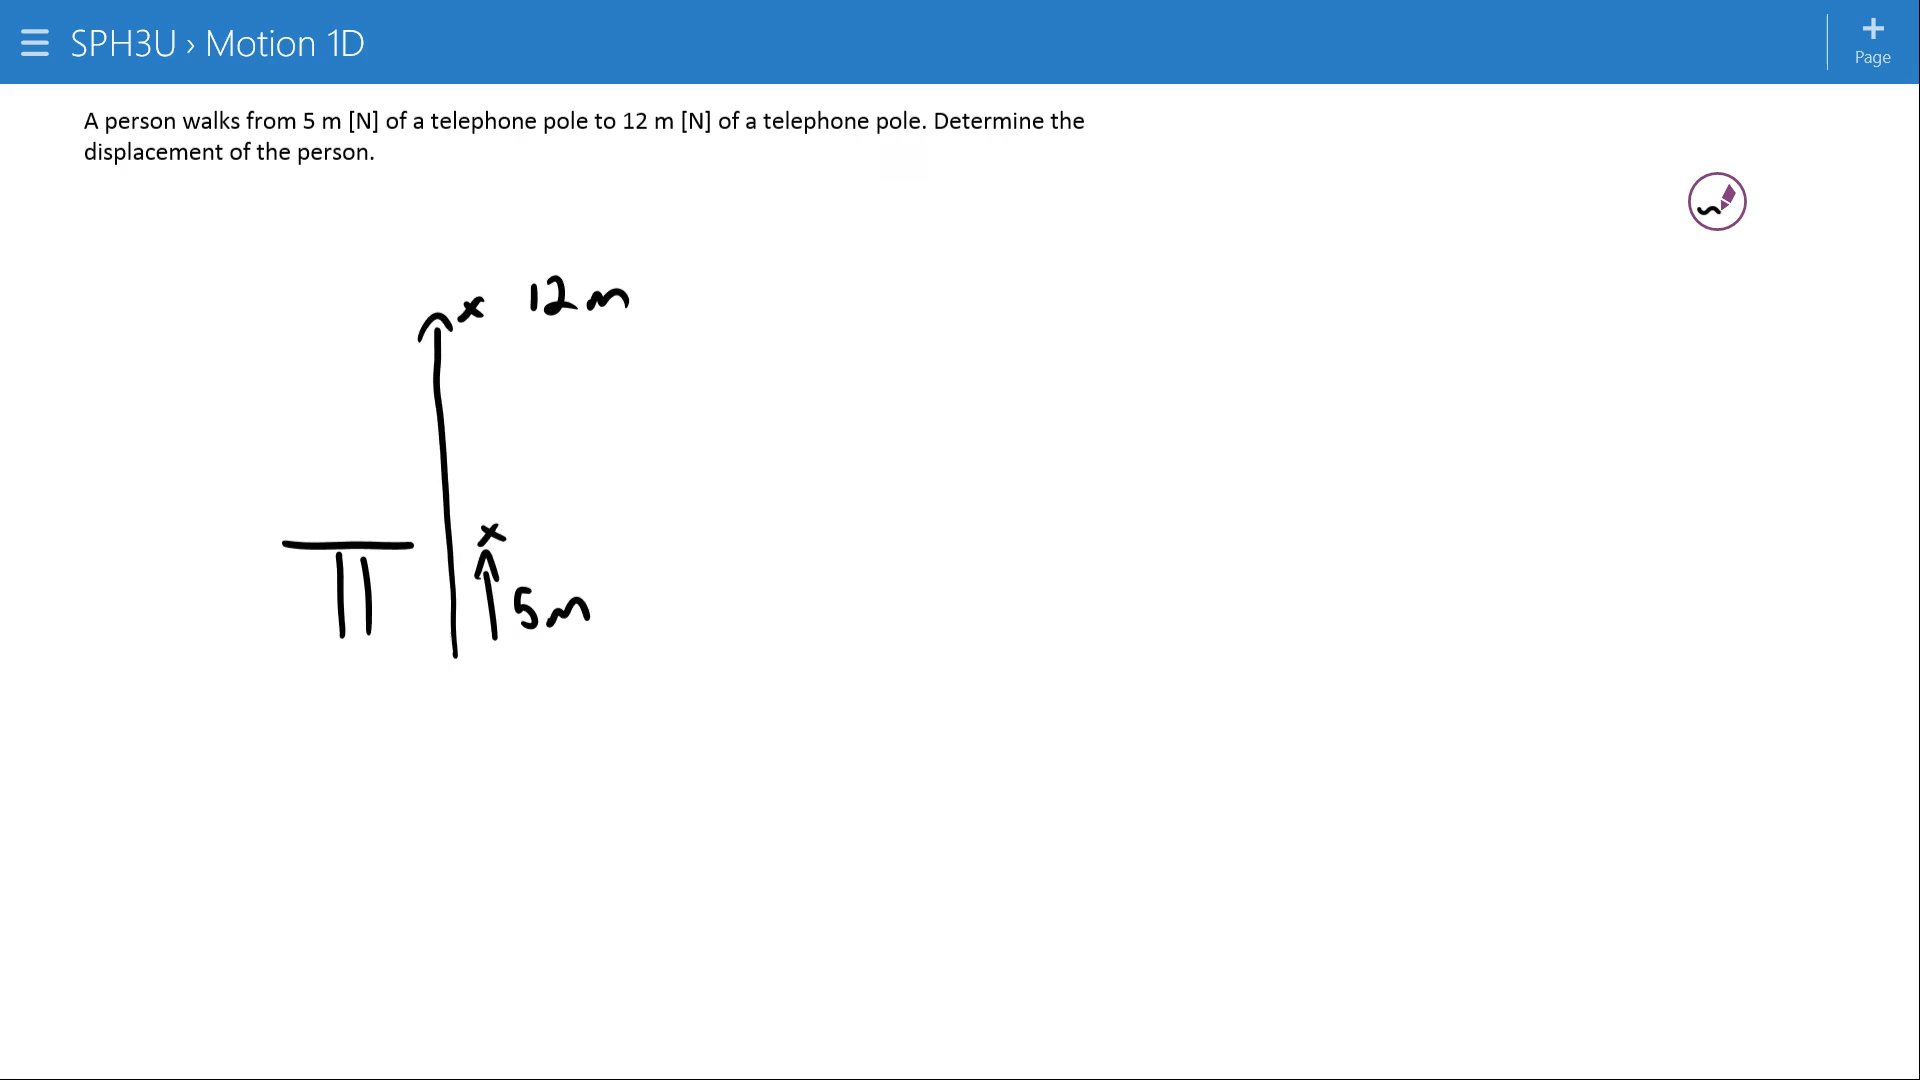 SPH3U › Motion 1D
Page
A person walks from 5 m [N] of a telephone pole to 12 m [N] of a telephone pole. Determine the
displacement of the person.
x 12m
x
5m